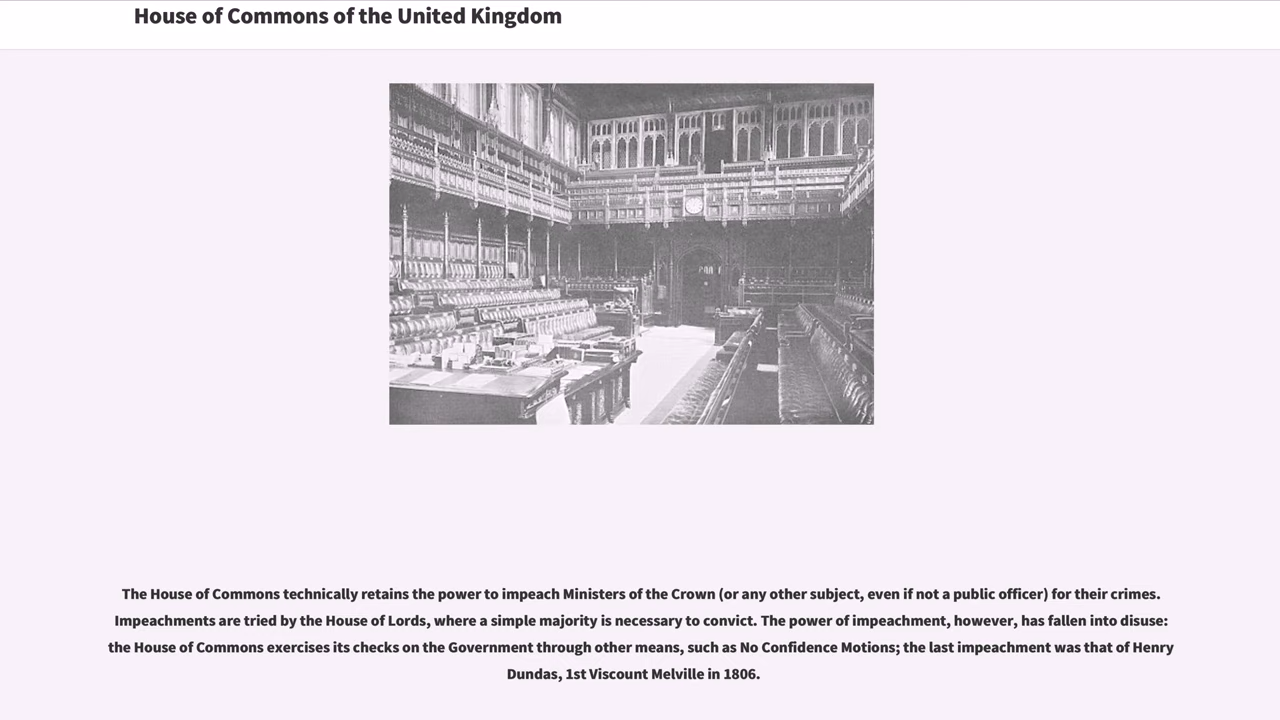 House of Commons of the United Kingdom
The House of Commons technically retains the power to impeach Ministers of the Crown (or any other subject, even if not a public officer) for their crimes.
Impeachments are tried by the House of Lords, where a simple majority is necessary to convict. The power of impeachment, however, has fallen into disuse:
the House of Commons exercises its checks on the Government through other means, such as No Confidence Motions; the last impeachment was that of Henry
Dundas, 1st Viscount Melville in 1806.